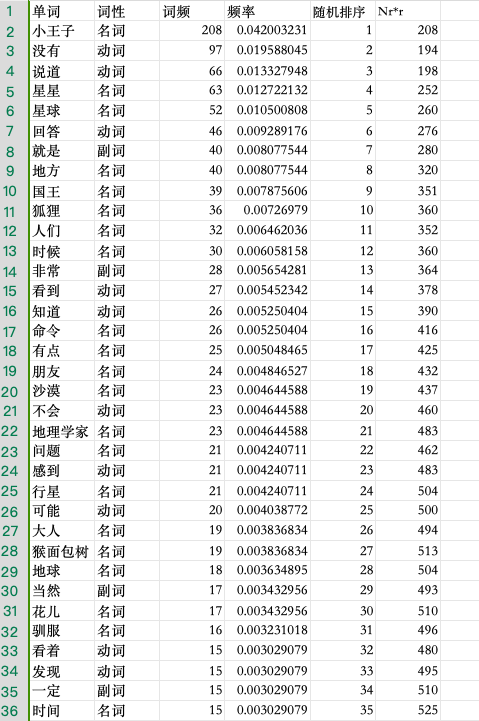 1 单词 词性 词频 频率 随机排序 Nr*r
2 小王子 名词 208 0.042003231 1 208
3 没有 动词 97 0.019588045 2 194
4 说道 动词 66 0.013327948 3 198
5 星星 名词 63 0.012722132 4 252
6 星球 名词 52 0.010500808 5 260
7 回答 动词 46 0.009289176 6 276
8 就是 副词 40 0.008077544 7 280
9 地方 名词 40 0.008077544 8 320
10 国王 名词 39 0.007875606 9 351
11 狐狸 名词 36 0.00726979 10 360
12 人们 名词 32 0.006462036 11 352
13 时候 名词 30 0.006058158 12 360
14 非常 副词 28 0.005654281 13 364
15 看到 动词 27 0.005452342 14 378
16 知道 动词 26 0.005250404 15 390
17 命令 名词 26 0.005250404 16 416
18 有点 名词 25 0.005048465 17 425
19 朋友 名词 24 0.004846527 18 432
20 沙漠 名词 23 0.004644588 19 437
21 不会 动词 23 0.004644588 20 460
22 地理学家 名词 23 0.004644588 21 483
23 问题 名词 21 0.004240711 22 462
24 感到 动词 21 0.004240711 23 483
25 行星 名词 21 0.004240711 24 504
26 可能 动词 20 0.004038772 25 500
27 大人 名词 19 0.003836834 26 494
28 猴面包树 名词 19 0.003836834 27 513
29 地球 名词 18 0.003634895 28 504
30 当然 副词 17 0.003432956 29 493
31 花儿 名词 17 0.003432956 30 510
32 驯服 名词 16 0.003231018 31 496
33 看着 动词 15 0.003029079 32 480
34 发现 动词 15 0.003029079 33 495
35 一定 副词 15 0.003029079 34 510
36 时间 名词 15 0.003029079 35 525